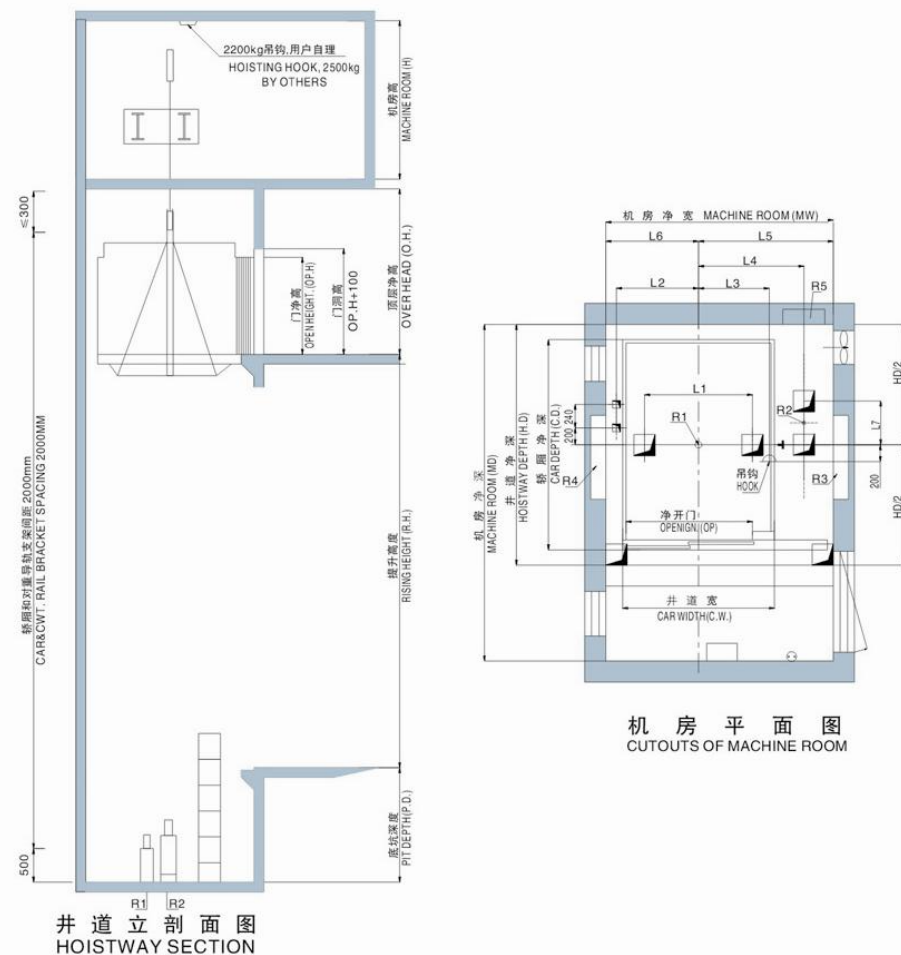 2200kg吊钩,用户自理
HOISTING HOOK, 2500kg
BY OTHERS
机房高
MACHINE ROOM (H)
≤300
门净高
OPEN HEIGHT. (OP.H)
门洞高
OP.H+100
顶层净高
OVER HEAD (O.H.)
轿厢和对重导轨支架间距 2000mm
CAR&CWT. RAIL BRACKET SPACING 2000MM
提升高度
RISING HEIGHT (R.H.)
500
底坑深度
PIT DEPTH(P.D.)
R1
R2
井道立剖面图
HOISTWAY SECTION
机房净宽 MACHINE ROOM (MW)
L6
L5
L4
L2
L3
R5
HD/2
L1
R1
R2
L7
200 240
吊钩
HOOK
200
R4
R3
机房净深
MACHINE ROOM (MD)
井道净深
HOISTWAY DEPTH (H.D)
轿厢净深
CAR DEPTH (C.D.)
净开门
OPENIGN. (OP)
HD/2
井道宽
CAR WIDTH(C.W.)
机房平面图
CUTOUTS OF MACHINE ROOM